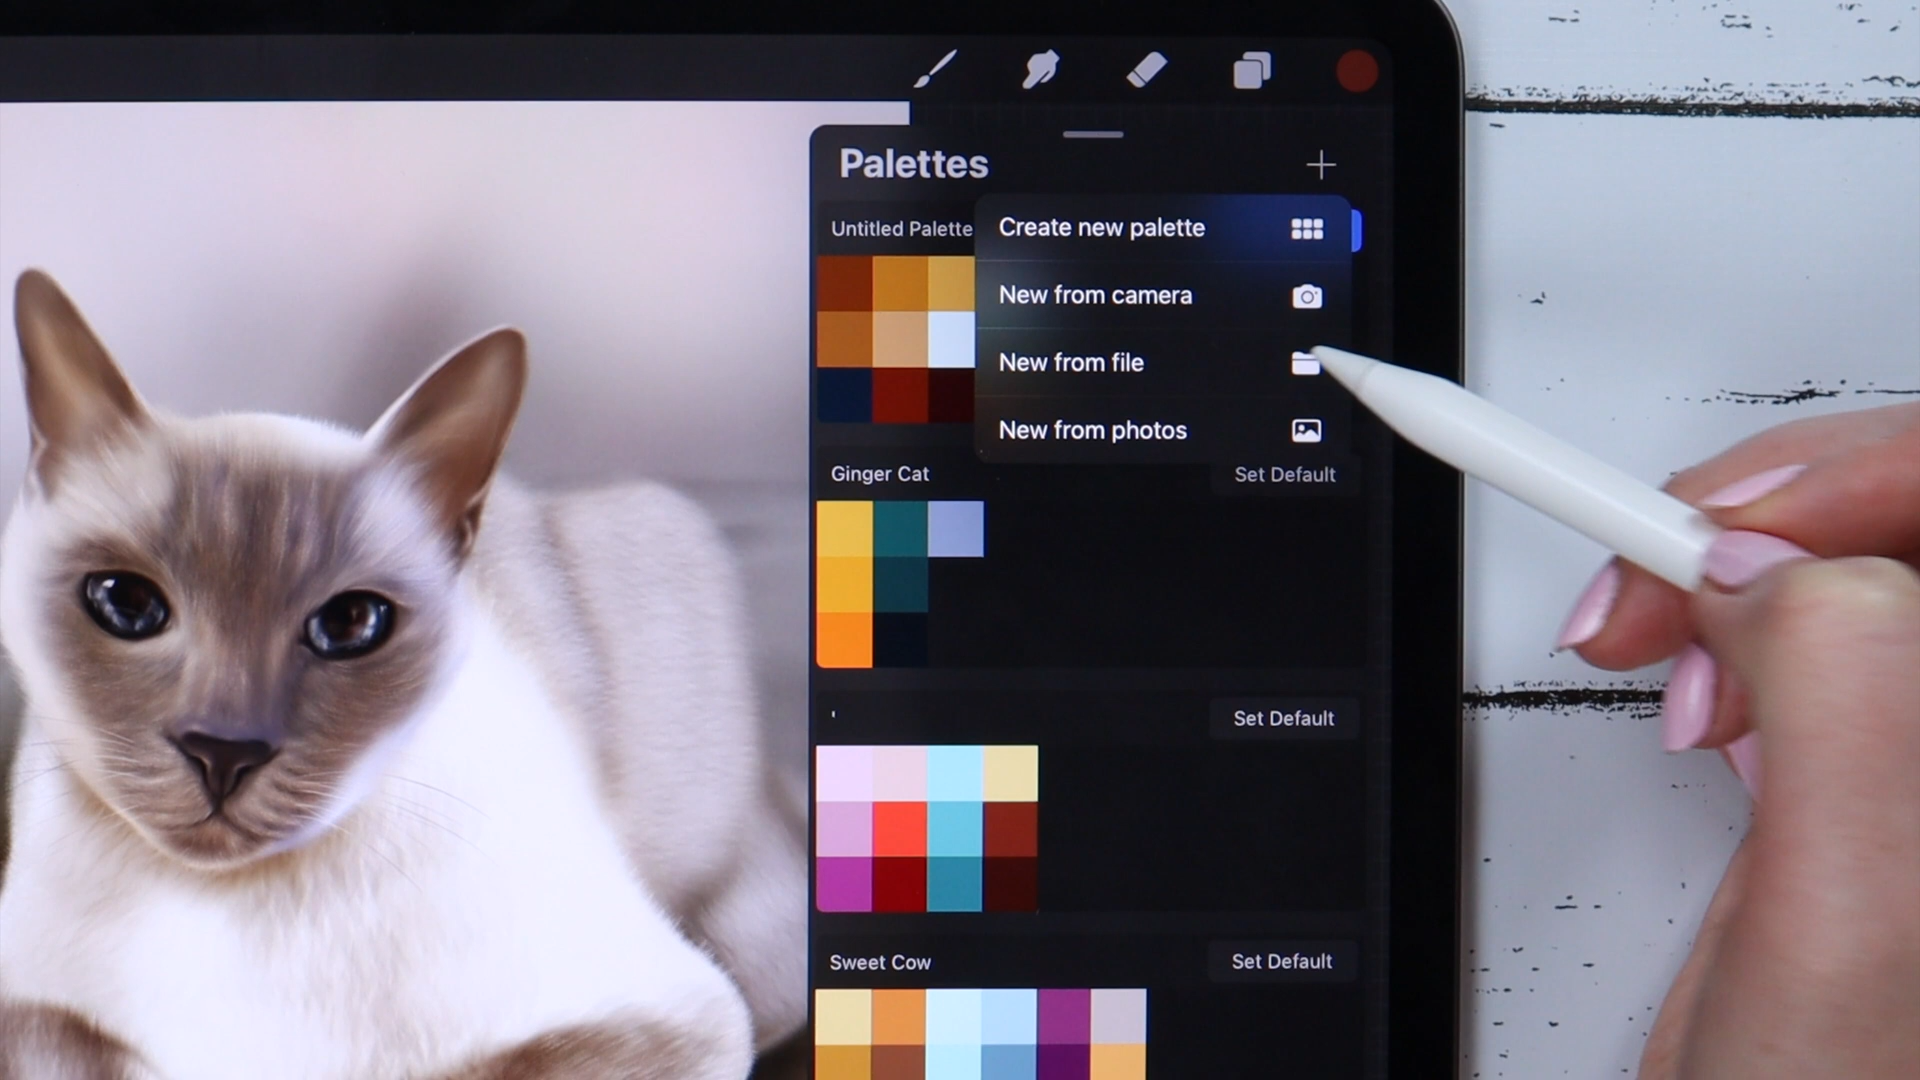 Palettes
Untitled Palette
Create new palette
New from camera
New from file
New from photos
Ginger Cat
Set Default
'
Set Default
Sweet Cow
Set Default